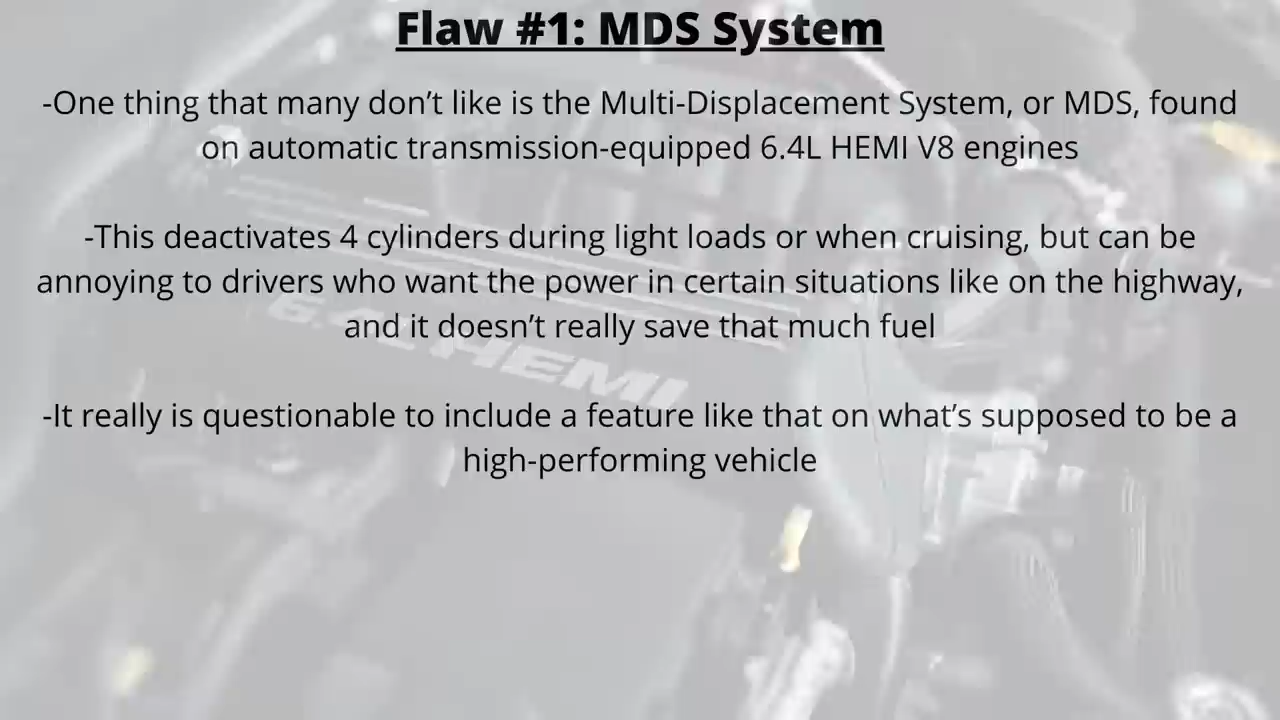 Flaw #1: MDS System
-One thing that many don’t like is the Multi-Displacement System, or MDS, found
on automatic transmission-equipped 6.4L HEMI V8 engines
-This deactivates 4 cylinders during light loads or when cruising, but can be
annoying to drivers who want the power in certain situations like on the highway,
and it doesn’t really save that much fuel
-It really is questionable to include a feature like that on what’s supposed to be a
high-performing vehicle
HEMI